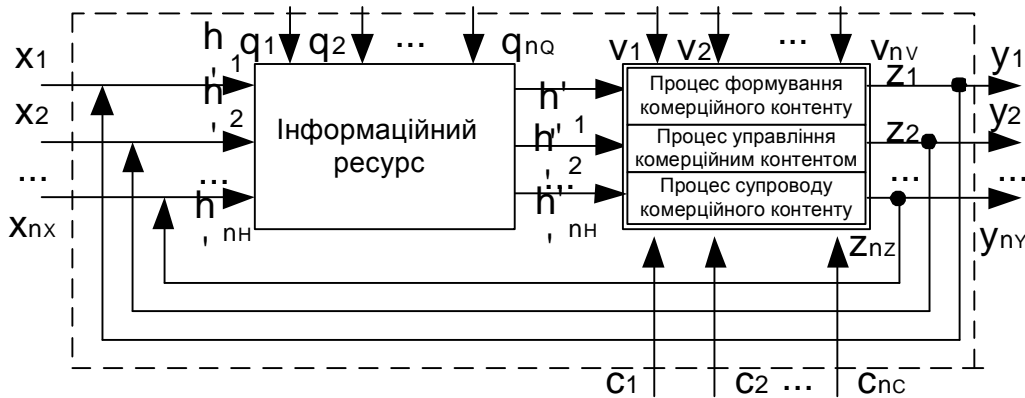 x1
x2
...
xnX
h'1
h'2
...
h'nH
q1 q2 ... qnQ
Інформаційний
ресурс
h''1
h''2
...
h''nH
v1 v2 ... vnV
Процес формування
комерційного контенту
Процес управління
комерційним контентом
Процес супроводу
комерційного контенту
z1
z2
...
znZ
y1
y2
...
ynY
c1 c2 ... cnC